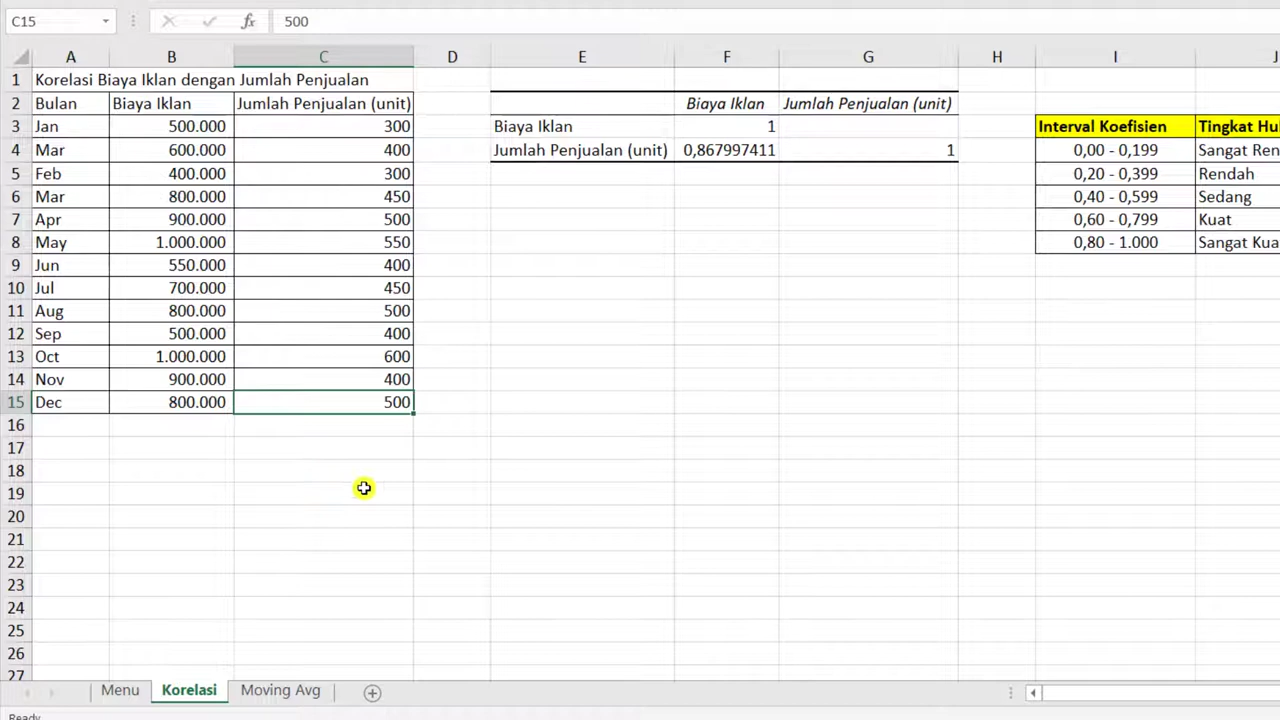 C15 fx 500
A B C D E F G H I J
1 Korelasi Biaya Iklan dengan Jumlah Penjualan
2 Bulan Biaya Iklan Jumlah Penjualan (unit) Biaya Iklan Jumlah Penjualan (unit)
3 Jan 500.000 300 Biaya Iklan 1 Interval Koefisien Tingkat Hu
4 Mar 600.000 400 Jumlah Penjualan (unit) 0,867997411 1 0,00 - 0,199 Sangat Ren
5 Feb 400.000 300 0,20 - 0,399 Rendah
6 Mar 800.000 450 0,40 - 0,599 Sedang
7 Apr 900.000 500 0,60 - 0,799 Kuat
8 May 1.000.000 550 0,80 - 1.000 Sangat Kua
9 Jun 550.000 400
10 Jul 700.000 450
11 Aug 800.000 500
12 Sep 500.000 400
13 Oct 1.000.000 600
14 Nov 900.000 400
15 Dec 800.000 500
16
17
18
19
20
21
22
23
24
25
26
27
Menu Korelasi Moving Avg
Ready